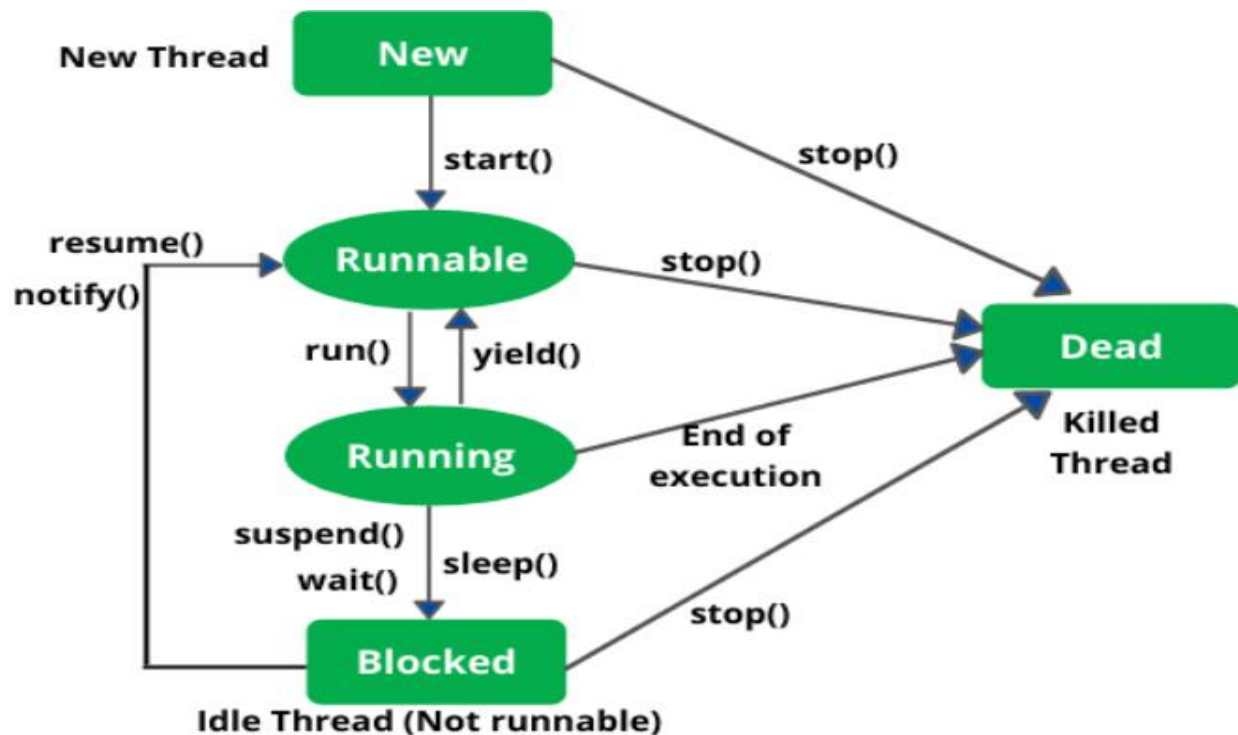 New Thread
New
start()
stop()
resume()
notify()
Runnable
stop()
run()
yield()
Dead
Killed
Thread
Running
End of
execution
suspend()
wait()
sleep()
stop()
Blocked
Idle Thread (Not runnable)